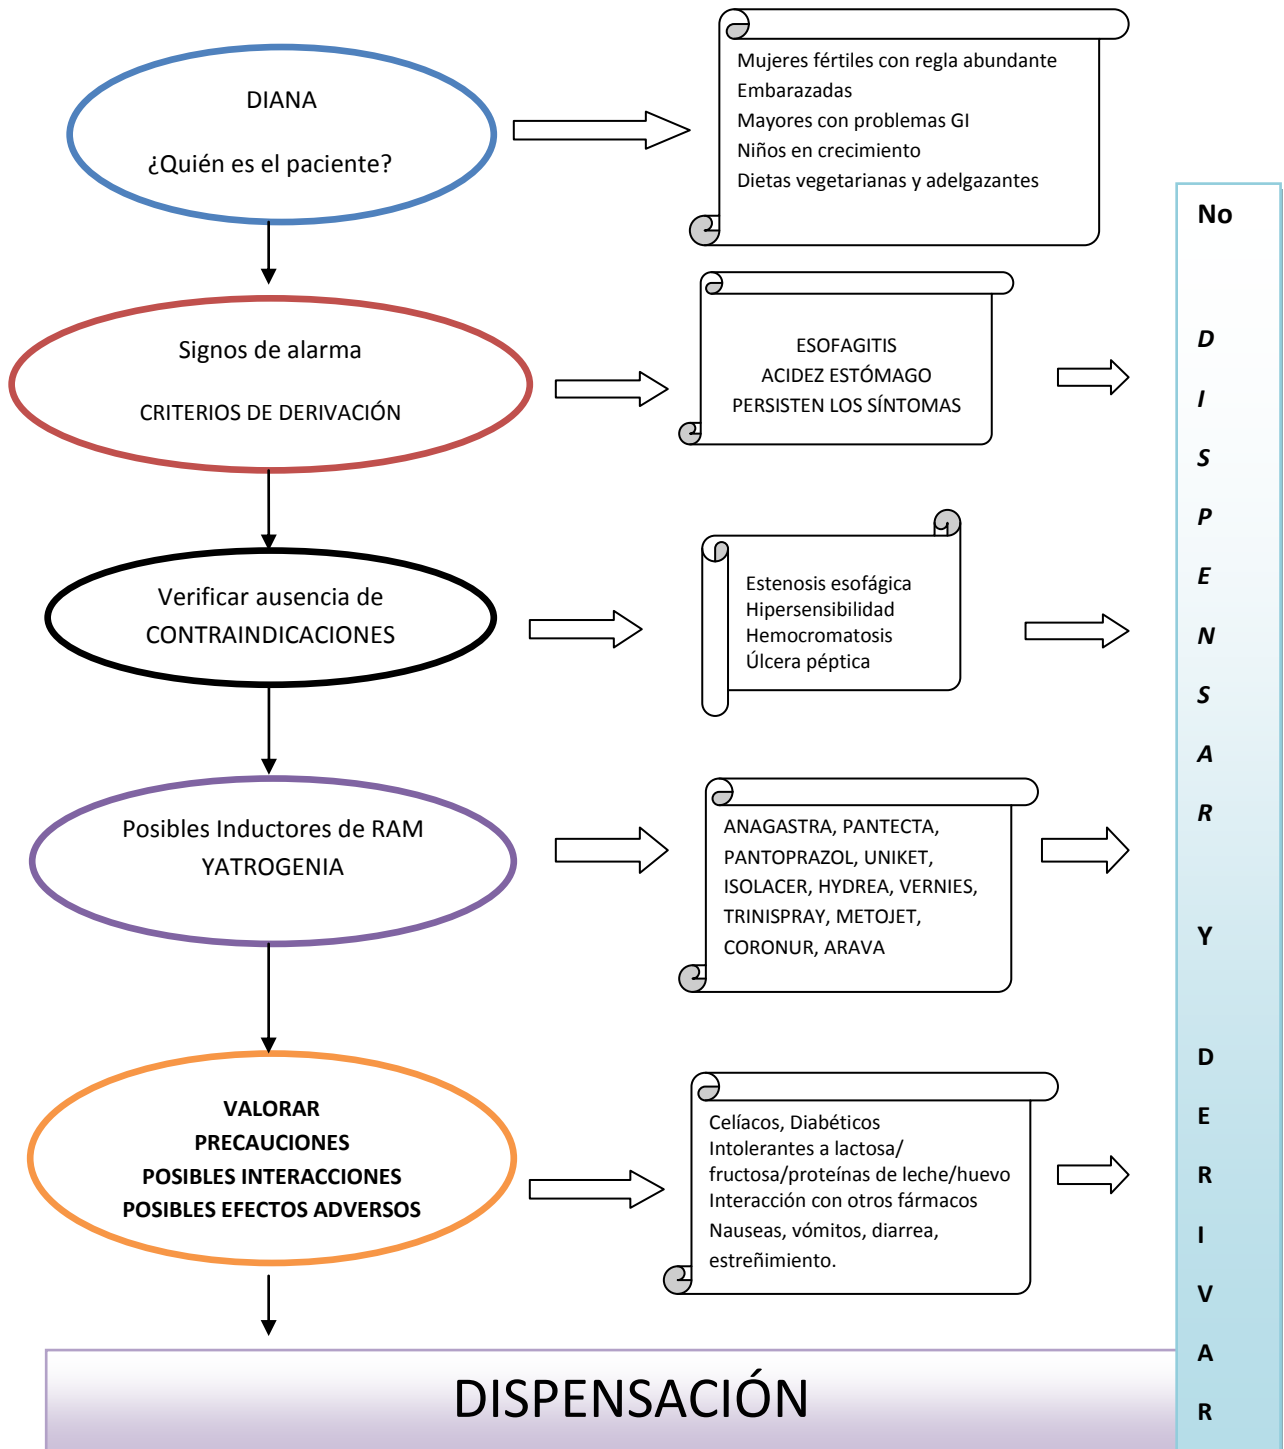 DIANA
¿Quién es el paciente?
Mujeres fértiles con regla abundante
Embarazadas
Mayores con problemas GI
Niños en crecimiento
Dietas vegetarianas y adelgazantes
Signos de alarma
CRITERIOS DE DERIVACIÓN
ESOFAGITIS
ACIDEZ ESTÓMAGO
PERSISTEN LOS SÍNTOMAS
Verificar ausencia de
CONTRAINDICACIONES
Estenosis esofágica
Hipersensibilidad
Hemocromatosis
Úlcera péptica
Posibles Inductores de RAM
YATROGENIA
ANAGASTRA, PANTECTA,
PANTOPRAZOL, UNIKET,
ISOLACER, HYDREA, VERNIES,
TRINISPRAY, METOJET,
CORONUR, ARAVA
VALORAR
PRECAUCIONES
POSIBLES INTERACCIONES
POSIBLES EFECTOS ADVERSOS
Celíacos, Diabéticos
Intolerantes a lactosa/
fructosa/proteínas de leche/huevo
Interacción con otros fármacos
Nauseas, vómitos, diarrea,
estreñimiento.
DISPENSACIÓN
No
D
I
S
P
E
N
S
A
R
Y
D
E
R
I
V
A
R